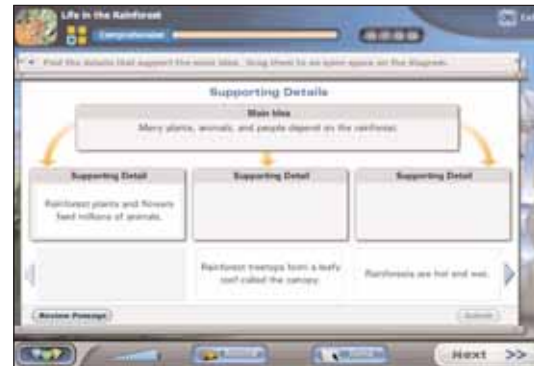 Life in the Rainforest
Comprehension
Find the details that support the main idea. Drag them to an open space on the diagram.
Supporting Details
Main Idea
Many plants, animals, and people depend on the rainforest.
Supporting Detail
Supporting Detail
Supporting Detail
Rainforest plants and flowers
feed millions of animals.
Rainforest treetops form a leafy
roof called the canopy.
Rainforests are hot and wet.
Review Passage
Submit
Next >>